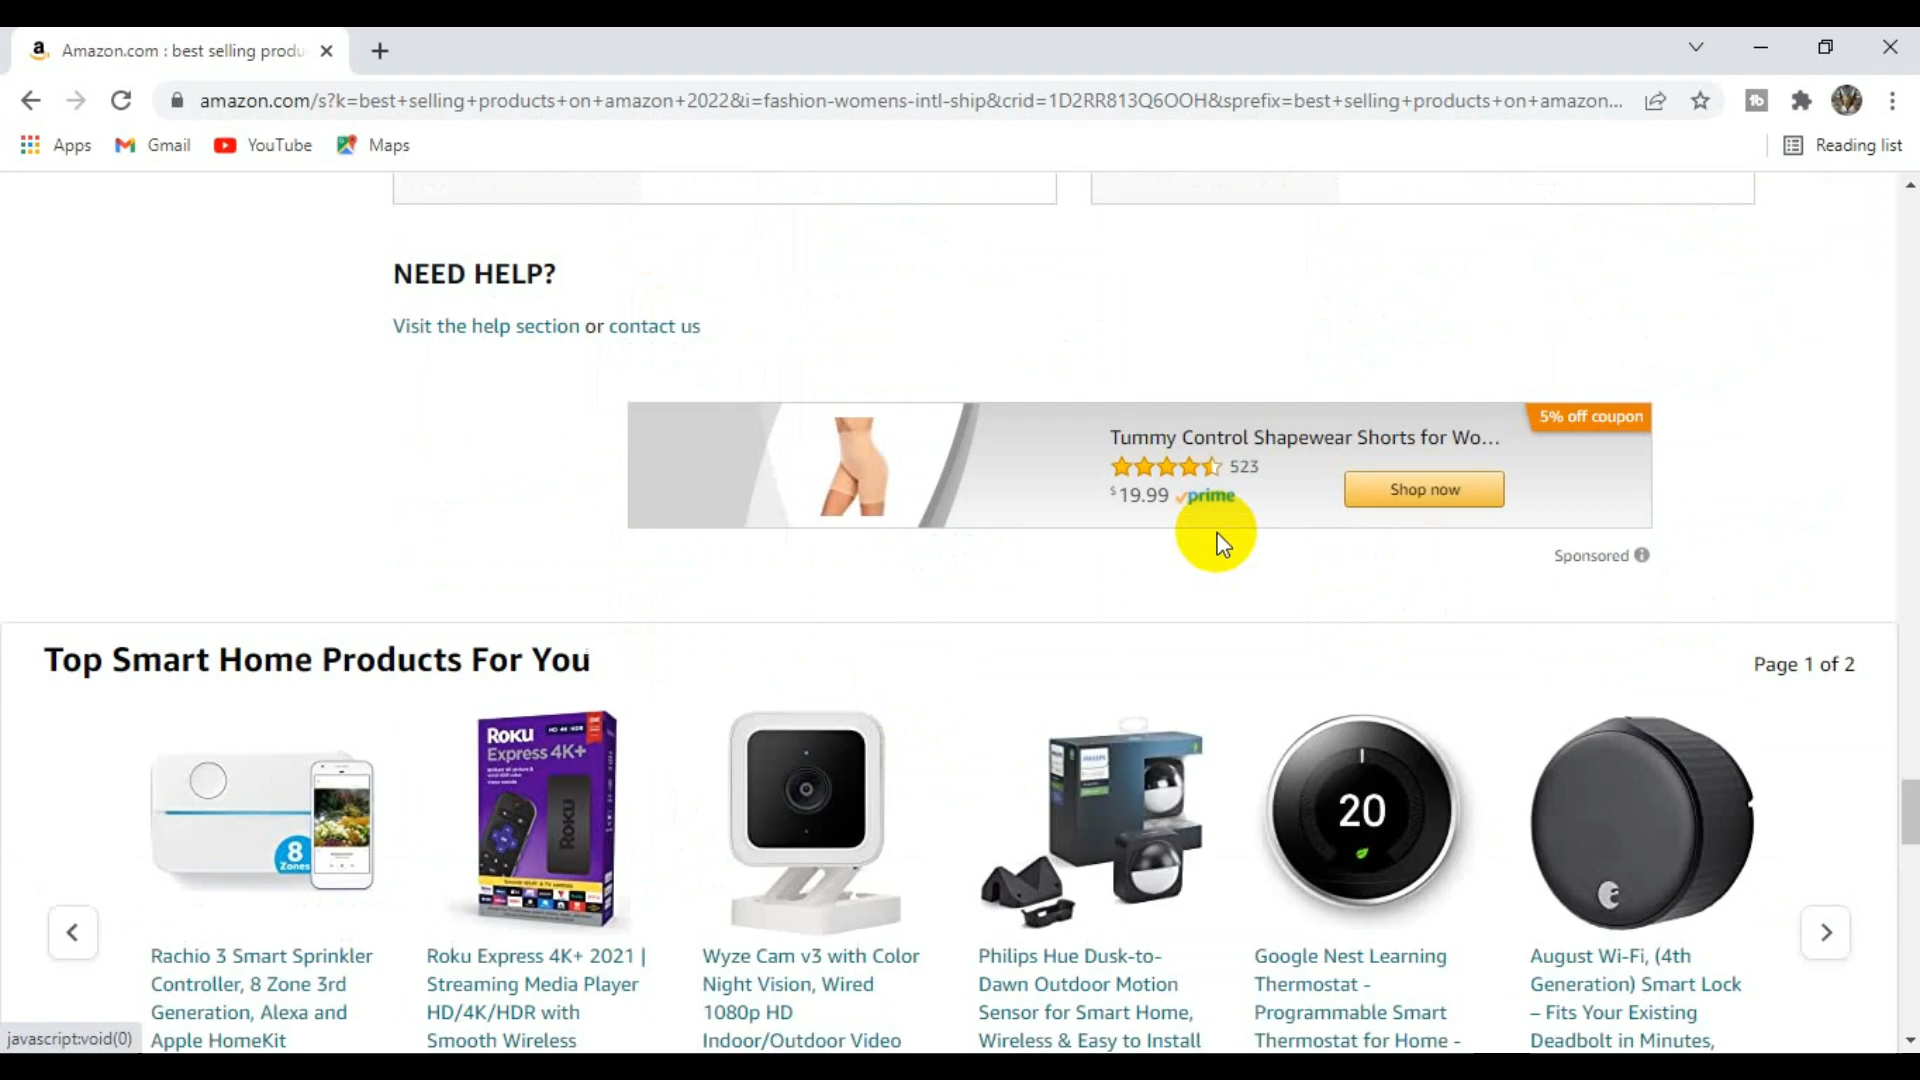 Amazon.com : best selling produ
amazon.com/s?k=best+selling+products+on+amazon+2022&i=fashion-womens-intl-ship&crid=1D2RR813Q6OOH&sprefix=best+selling+products+on+amazon...
Apps
Gmail
YouTube
Maps
Reading list
NEED HELP?
Visit the help section or contact us
5% off coupon
Tummy Control Shapewear Shorts for Wo...
523
$19.99 prime
Shop now
Sponsored
Top Smart Home Products For You
Page 1 of 2
8
Zones
ROKU
Express 4K+
ROKU
PHILIPS
20
Rachio 3 Smart Sprinkler
Controller, 8 Zone 3rd
Generation, Alexa and
Apple HomeKit
Roku Express 4K+ 2021 |
Streaming Media Player
HD/4K/HDR with
Smooth Wireless
Wyze Cam v3 with Color
Night Vision, Wired
1080p HD
Indoor/Outdoor Video
Philips Hue Dusk-to-
Dawn Outdoor Motion
Sensor for Smart Home,
Wireless & Easy to Install
Google Nest Learning
Thermostat -
Programmable Smart
Thermostat for Home -
August Wi-Fi, (4th
Generation) Smart Lock
– Fits Your Existing
Deadbolt in Minutes,
javascript:void(0)